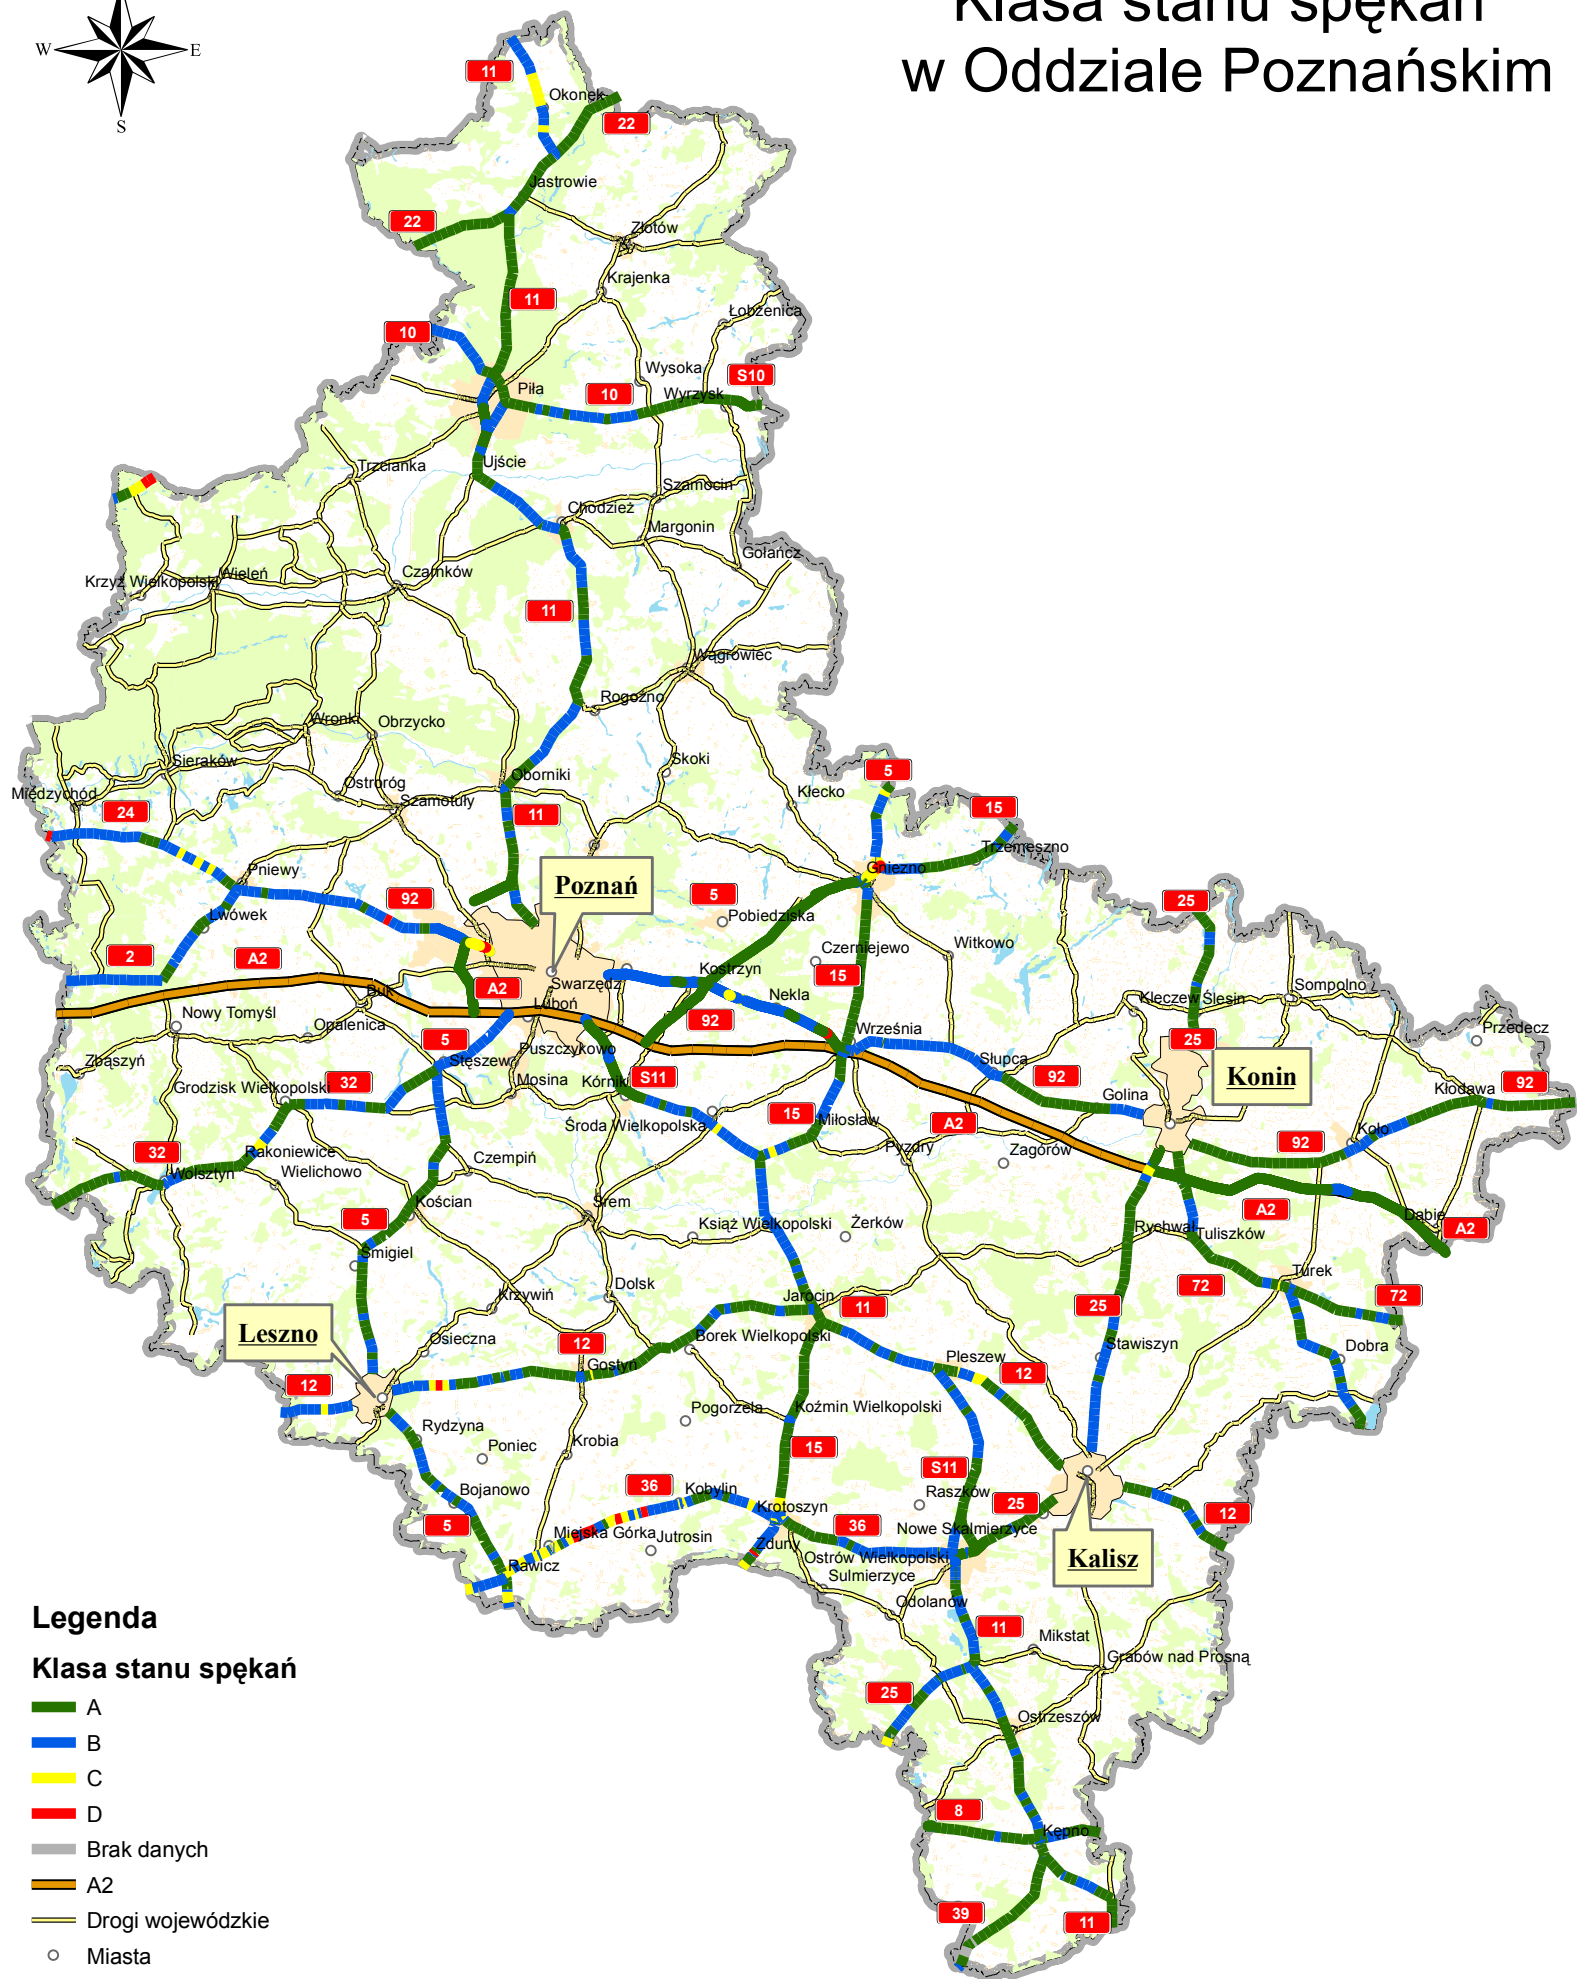 Klasa stanu spękań
w Oddziale Poznańskim
W
E
S
11
Okonek
22
Jastrowie
22
Złotów
Krajenka
11
Łobżenica
10
Wysoka
S10
Piła
10
Wyrzysk
Ujście
Trzcianka
Szamocin
Chodzież
Margonin
Gołańcz
Krzyż Wielkopolski
Wieleń
Czarnków
11
Wągrowiec
Rogoźno
Wronki
Obrzycko
Sieraków
Skoki
5
Oborniki
Ostroróg
Międzychód
Szamotuły
Kłecko
24
11
15
Trzemeszno
Pniewy
Gniezno
Poznań
92
5
25
Lwówek
Pobiedziska
2
A2
Czerniejewo
Witkowo
Kostrzyn
15
A2
Swarzędz
Buk
Nekla
Kleczew
Ślesin
Sompolno
Luboń
Nowy Tomyśl
Opalenica
92
Września
Przedecz
5
Puszczykowo
25
Zbąszyń
Stęszew
Słupca
Konin
32
Mosina
Kórnik
S11
92
92
Grodzisk Wielkopolski
Golina
Kłodawa
15
Środa Wielkopolska
Miłosław
A2
92
Koło
32
Rakoniewice
Czempiń
Pyzdry
Zagórów
Wolsztyn
Wielichowo
Kościan
Śrem
5
Książ Wielkopolski
Żerków
A2
Dąbie
A2
Rychwał
Tuliszków
Śmigiel
Turek
Dolsk
Jarocin
72
72
Krzywiń
11
25
Leszno
Osieczna
Borek Wielkopolski
12
Gostyń
Stawiszyn
Dobra
Pleszew
12
12
Pogorzela
Koźmin Wielkopolski
Rydzyna
Poniec
Krobia
15
S11
36
Kobylin
Raszków
Bojanowo
Krotoszyn
25
12
5
36
Nowe Skalmierzyce
Miejska Górka
Jutrosin
Zduny
Ostrów Wielkopolski
Kalisz
Rawicz
Sulmierzyce
Odolanów
11
Mikstat
Grabów nad Prosną
25
Ostrzeszów
8
Kępno
39
11
Legenda
Klasa stanu spękań
A
B
C
D
Brak danych
A2
Drogi wojewódzkie
Miasta